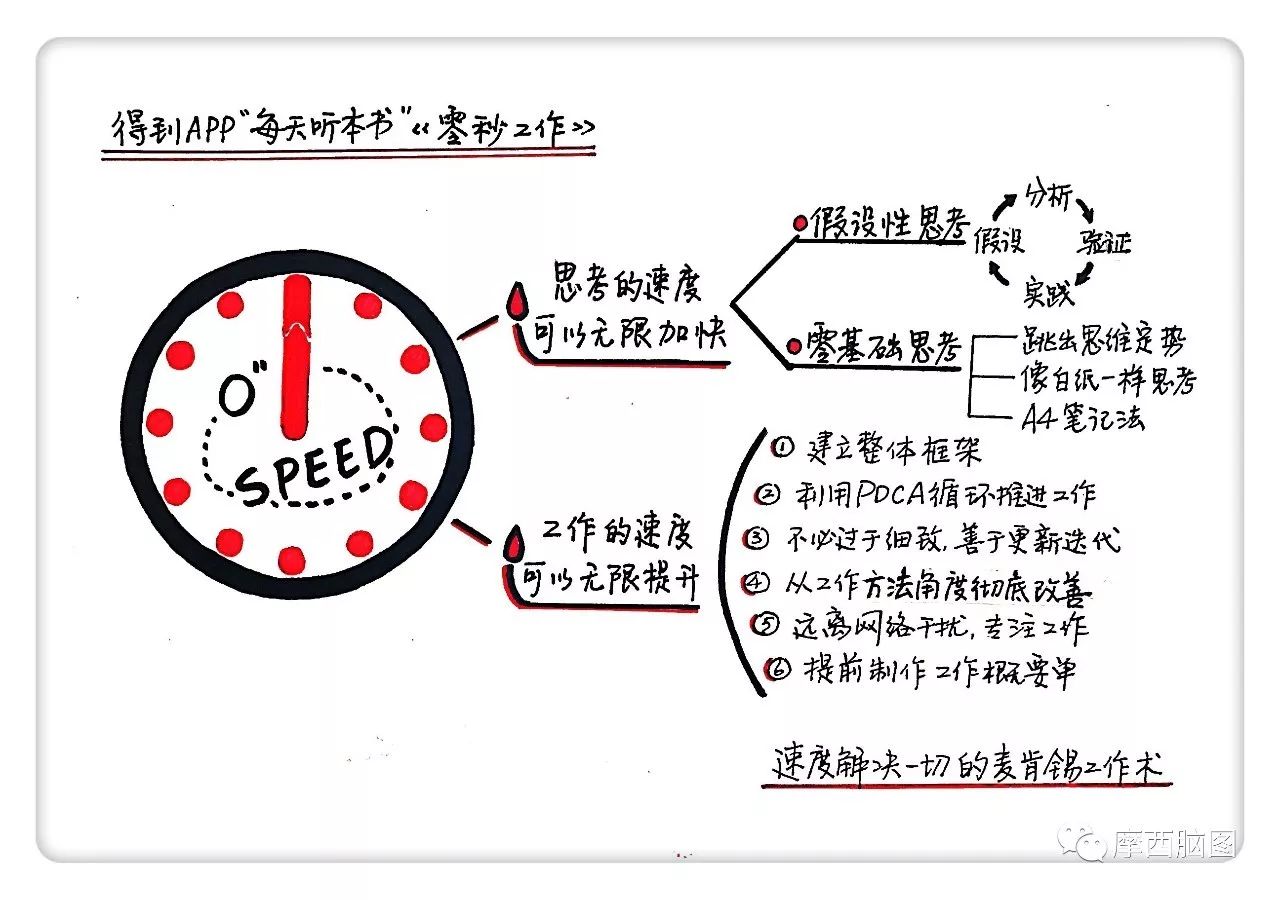 得到APP“每天听本书”《零秒工作》
0"
SPEED
思考的速度
可以无限加快
假设性思考
分析
假设
验证
实践
零基础思考
跳出思维定势
像白纸一样思考
A4笔记法
工作的速度
可以无限提升
① 建立整体框架
② 利用PDCA循环推进工作
③ 不必过于细致,善于更新迭代
④ 从工作方法角度彻底改善
⑤ 远离网络干扰,专注工作
⑥ 提前制作工作概要单
速度解决一切的麦肯锡工作术
摩西脑图